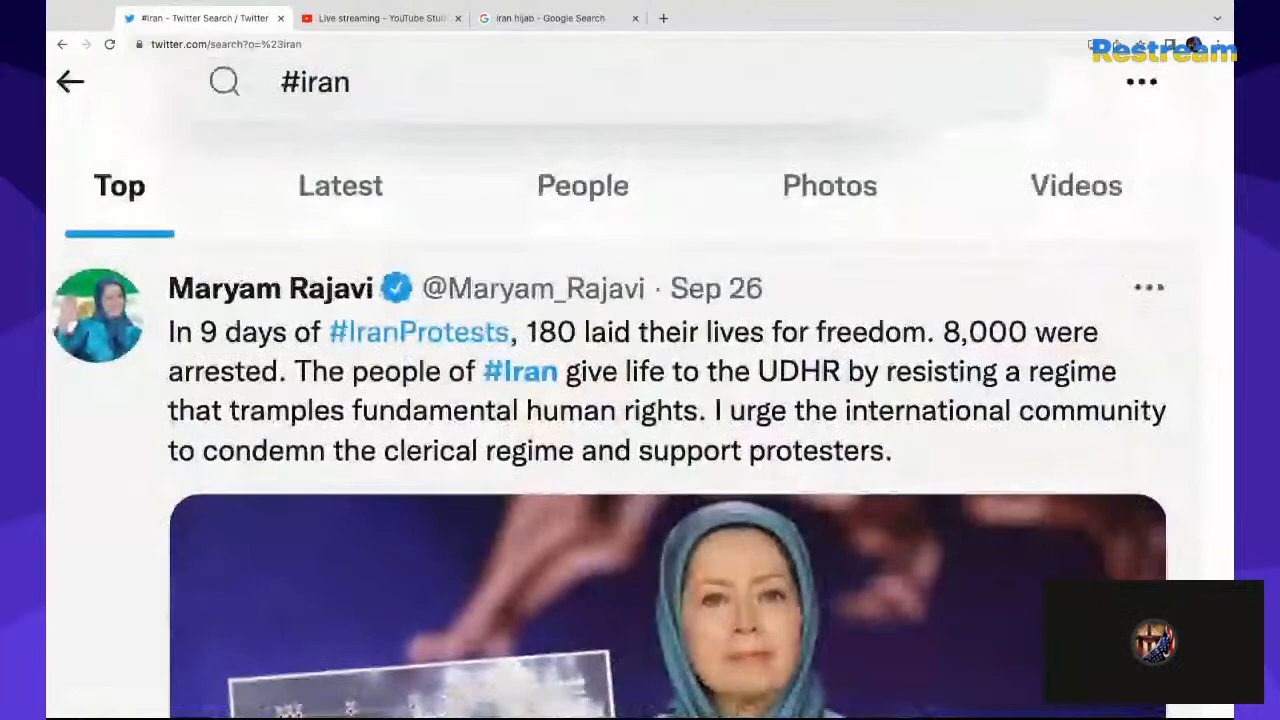 #iran - Twitter Search / Twitter
Live streaming - YouTube Stu
iran hijab - Google Search
twitter.com/search?q=%23iran
Restream
#iran
Top Latest People Photos Videos
Maryam Rajavi @Maryam_Rajavi · Sep 26
In 9 days of #IranProtests, 180 laid their lives for freedom. 8,000 were
arrested. The people of #Iran give life to the UDHR by resisting a regime
that tramples fundamental human rights. I urge the international community
to condemn the clerical regime and support protesters.